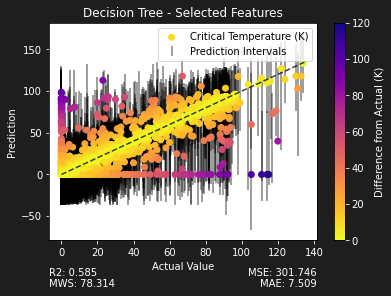 Decision Tree - Selected Features
Critical Temperature (K)
Prediction Intervals
150
100
50
0
−50
Prediction
0
20
40
60
80
100
120
140
Actual Value
120
100
80
60
40
20
0
Difference from Actual (K)
R2: 0.585
MWS: 78.314
MSE: 301.746
MAE: 7.509